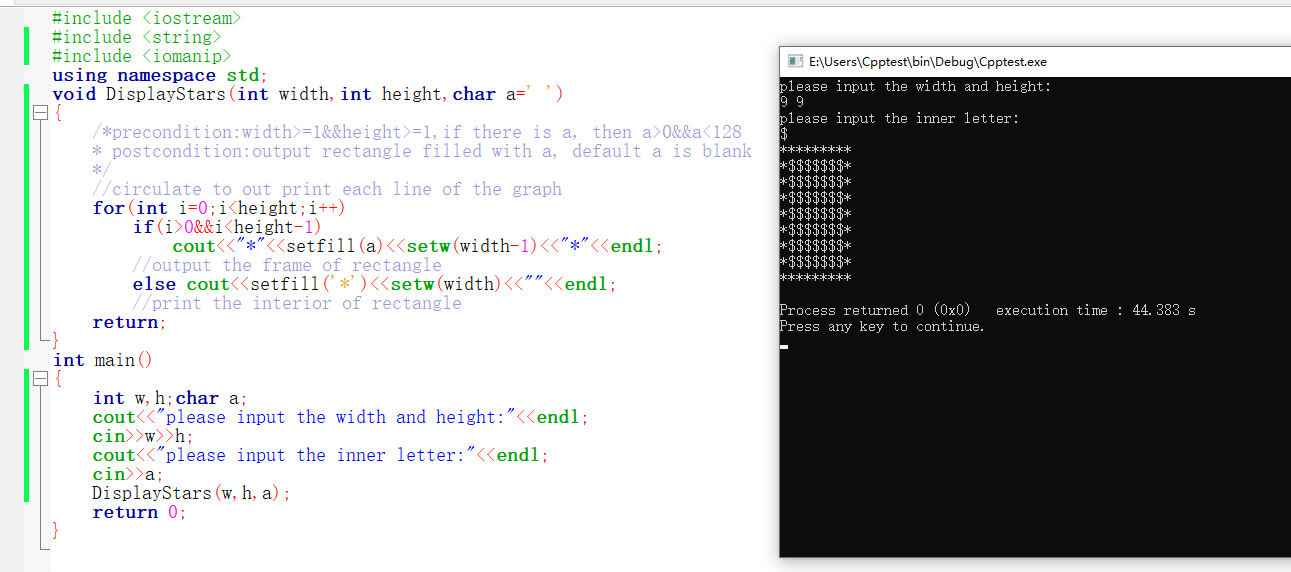 #include <iostream>
#include <string>
#include <iomanip>
using namespace std;
void DisplayStars(int width,int height,char a=' ')
{
    /*precondition:width>=1&&height>=1,if there is a, then a>0&&a<128
    * postcondition:output rectangle filled with a, default a is blank
    */
    //circulate to out print each line of the graph
    for(int i=0;i<height;i++)
        if(i>0&&i<height-1)
            cout<<"*"<<setfill(a)<<setw(width-1)<<"*"<<endl;
        //output the frame of rectangle
        else cout<<setfill('*')<<setw(width)<<""<<endl;
        //print the interior of rectangle
    return;
}
int main()
{
    int w,h;char a;
    cout<<"please input the width and height:"<<endl;
    cin>>w>>h;
    cout<<"please input the inner letter:"<<endl;
    cin>>a;
    DisplayStars(w,h,a);
    return 0;
}
E:\Users\Cpptest\bin\Debug\Cpptest.exe
please input the width and height:
9 9
please input the inner letter:
$
*********
*$$$$$$$*
*$$$$$$$*
*$$$$$$$*
*$$$$$$$*
*$$$$$$$*
*$$$$$$$*
*$$$$$$$*
*********
Process returned 0 (0x0)   execution time : 44.383 s
Press any key to continue.